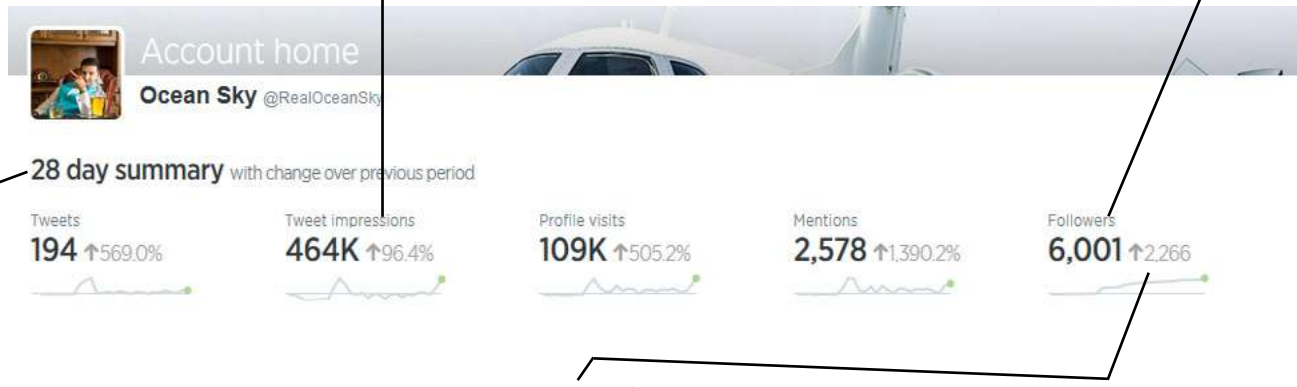 Account home
Ocean Sky @RealOceanSky
28 day summary with change over previous period
Tweets Tweet impressions Profile visits Mentions Followers
194 ↑569.0% 464K ↑96.4% 109K ↑505.2% 2,578 ↑1,390.2% 6,001 ↑2,266